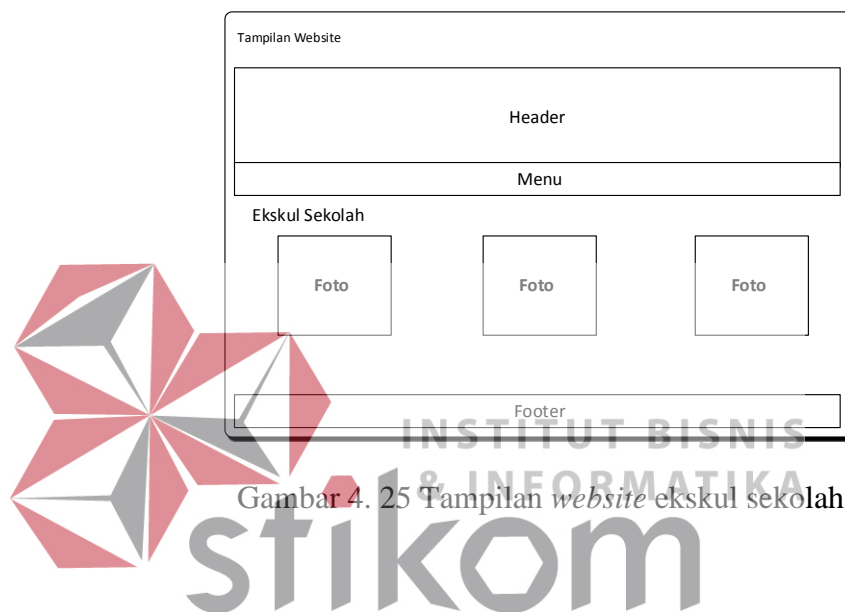 Tampilan Website
Header
Menu
Ekskul Sekolah
Foto Foto Foto
Footer
INSTITUT BISNIS
& INFORMATIKA
Gambar 4. 25 Tampilan website ekskul sekolah
stikom